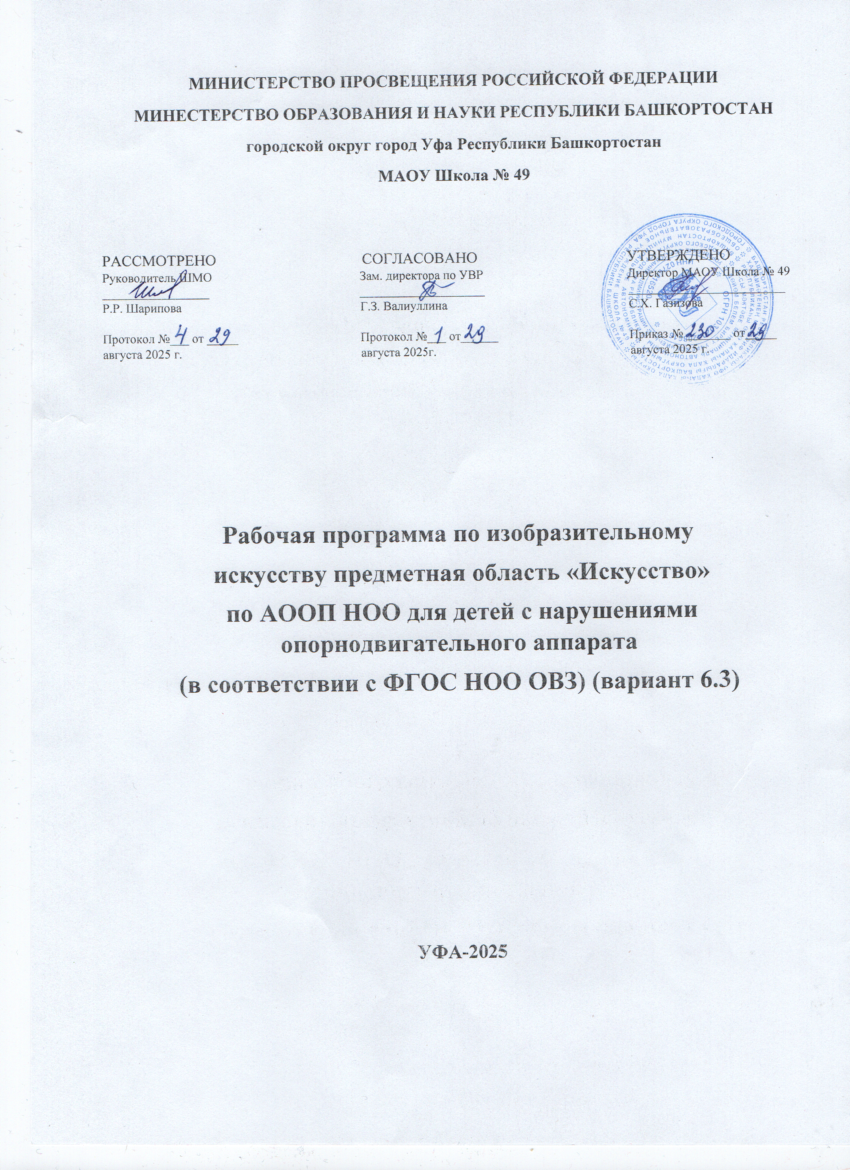 МИНИСТЕРСТВО ПРОСВЕЩЕНИЯ РОССИЙСКОЙ ФЕДЕРАЦИИ
МИНЕСТЕРСТВО ОБРАЗОВАНИЯ И НАУКИ РЕСПУБЛИКИ БАШКОРТОСТАН
городской округ город Уфа Республики Башкортостан
МАОУ Школа № 49
РАССМОТРЕНО
Руководитель ШМО
Р.Р. Шарипова
Протокол № 4 от 29
августа 2025 г.
СОГЛАСОВАНО
Зам. директора по УВР
Г.З. Валиуллина
Протокол № 1 от 29
августа 2025г.
УТВЕРЖДЕНО
Директор МАОУ Школа № 49
С.Х. Газизова
Приказ № 230 от 29
августа 2025 г.
Рабочая программа по изобразительному
искусству предметная область «Искусство»
по АООП НОО для детей с нарушениями
опорнодвигательного аппарата
(в соответствии с ФГОС НОО ОВЗ) (вариант 6.3)
УФА-2025